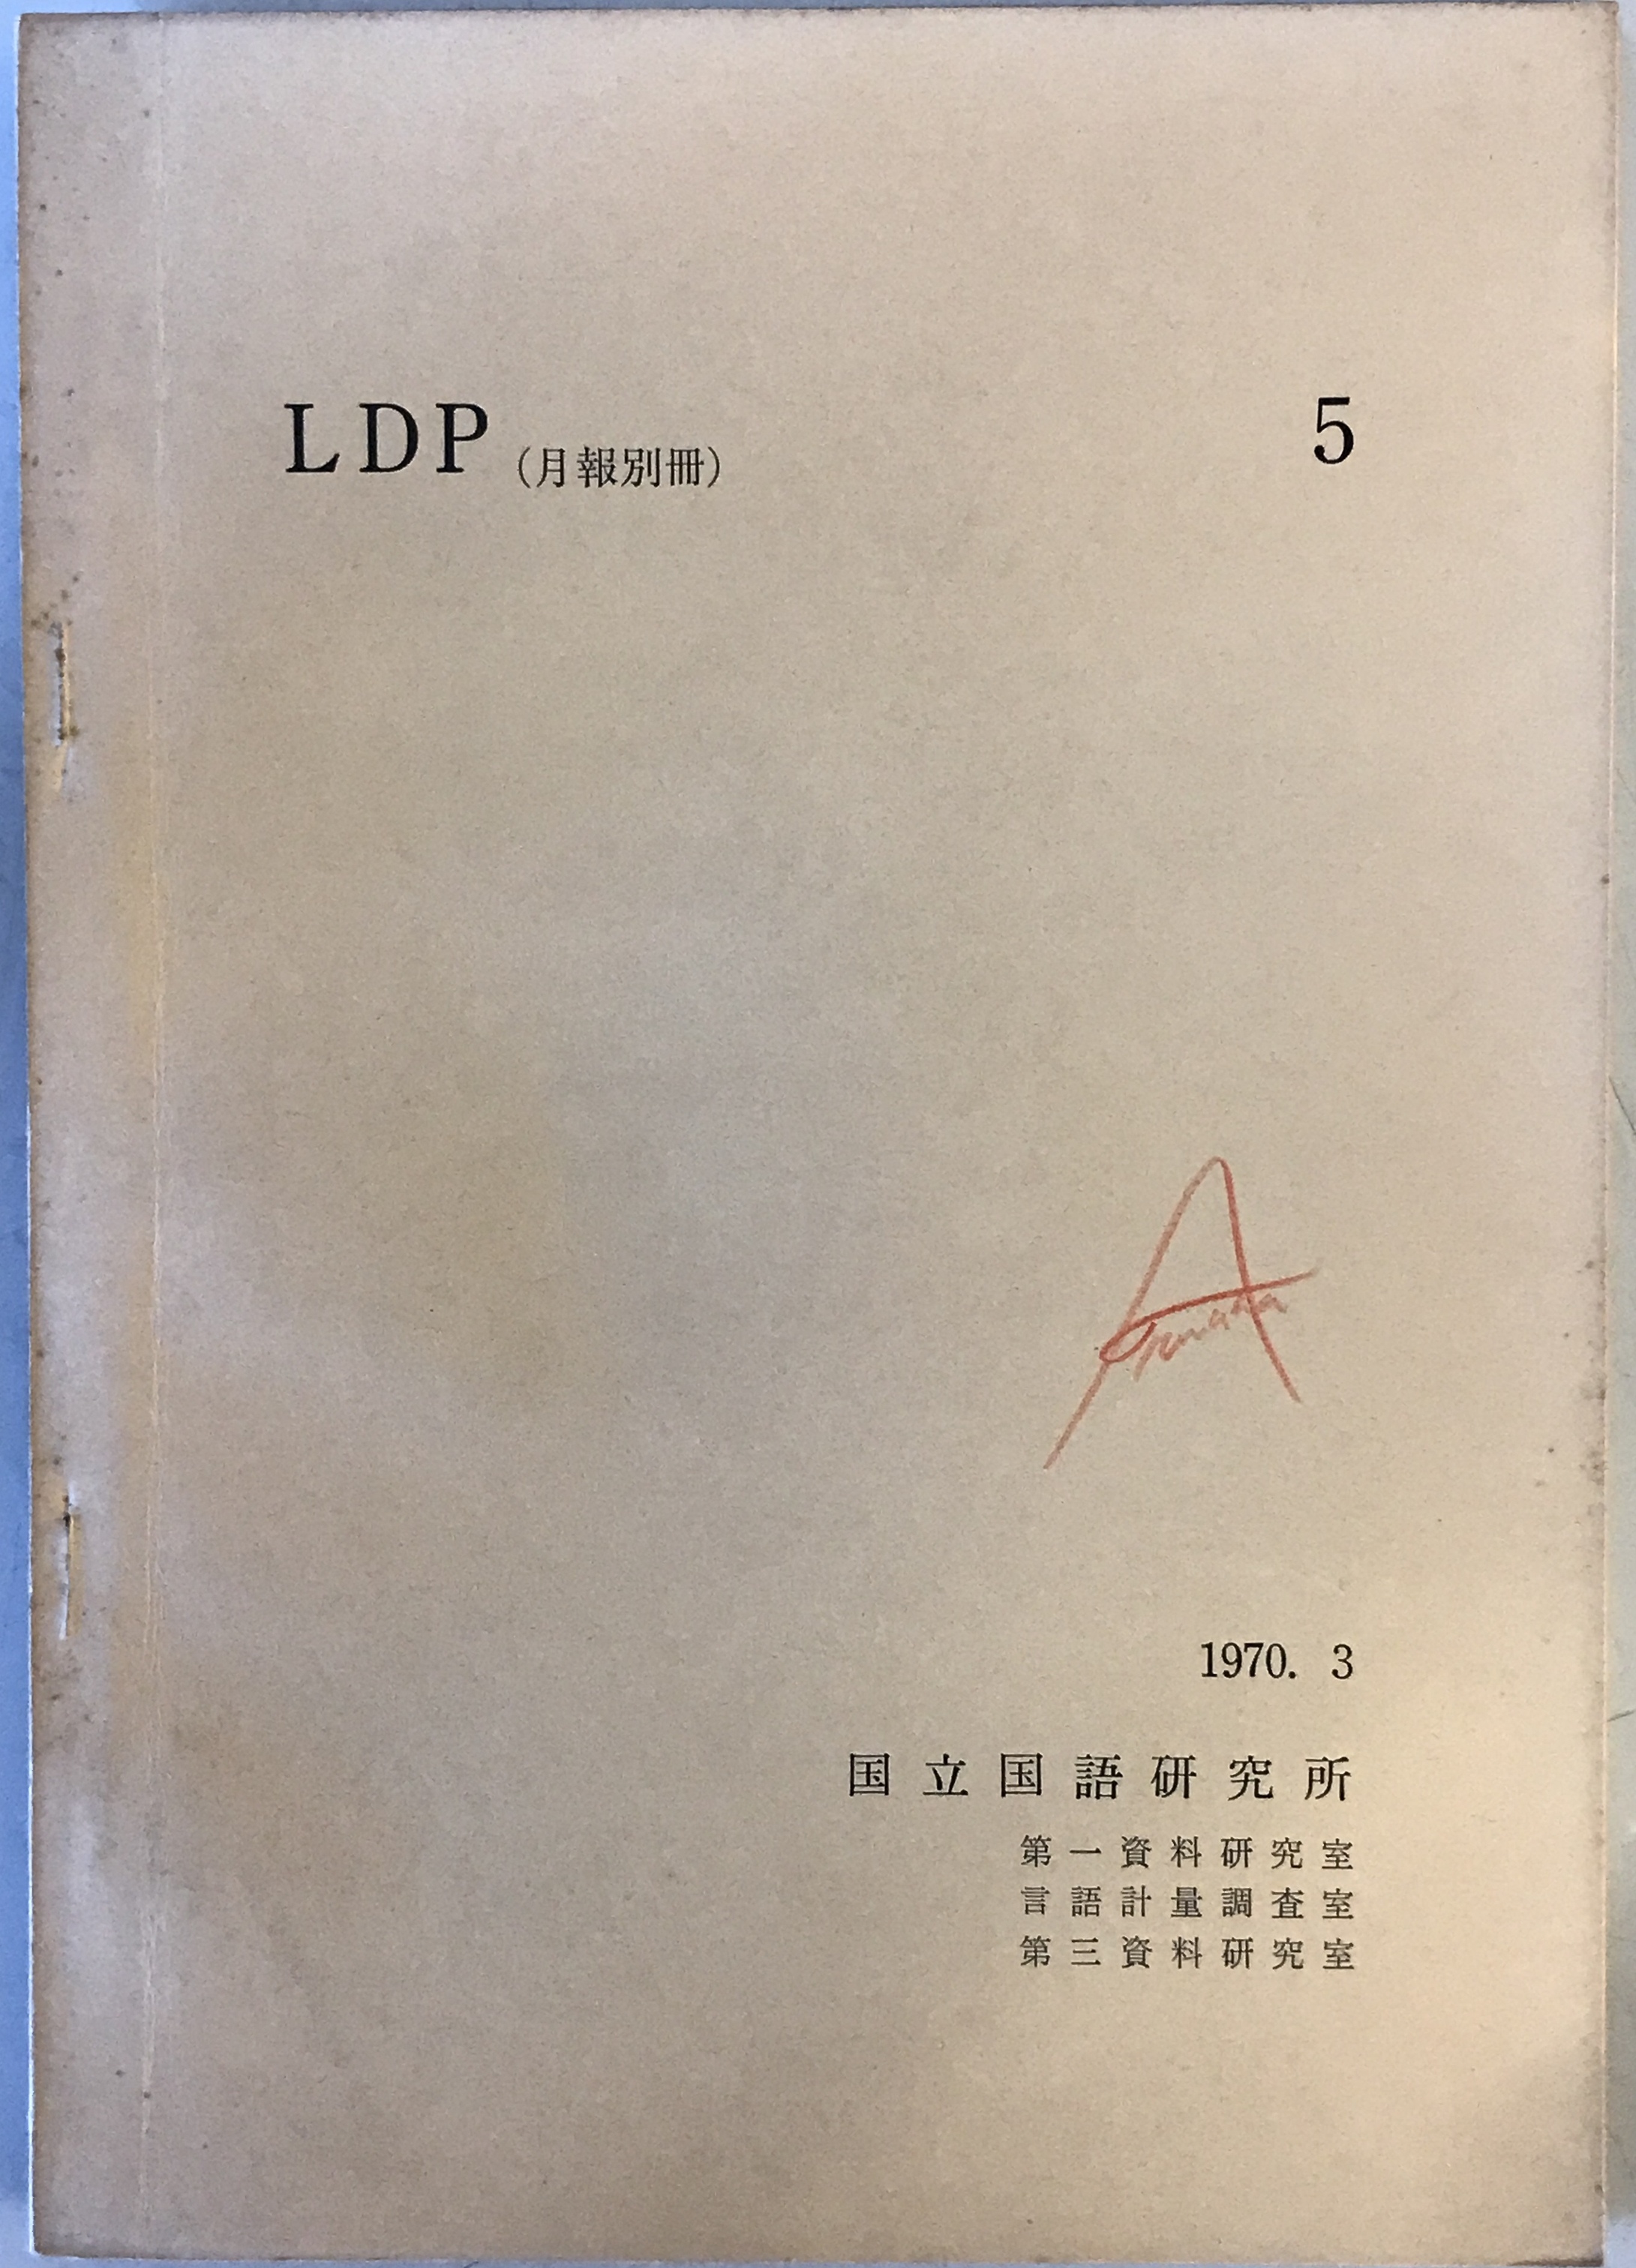 LDP (月報別冊) 5
A
1970. 3
国立国語研究所
第一資料研究室
言語計量調査室
第三資料研究室